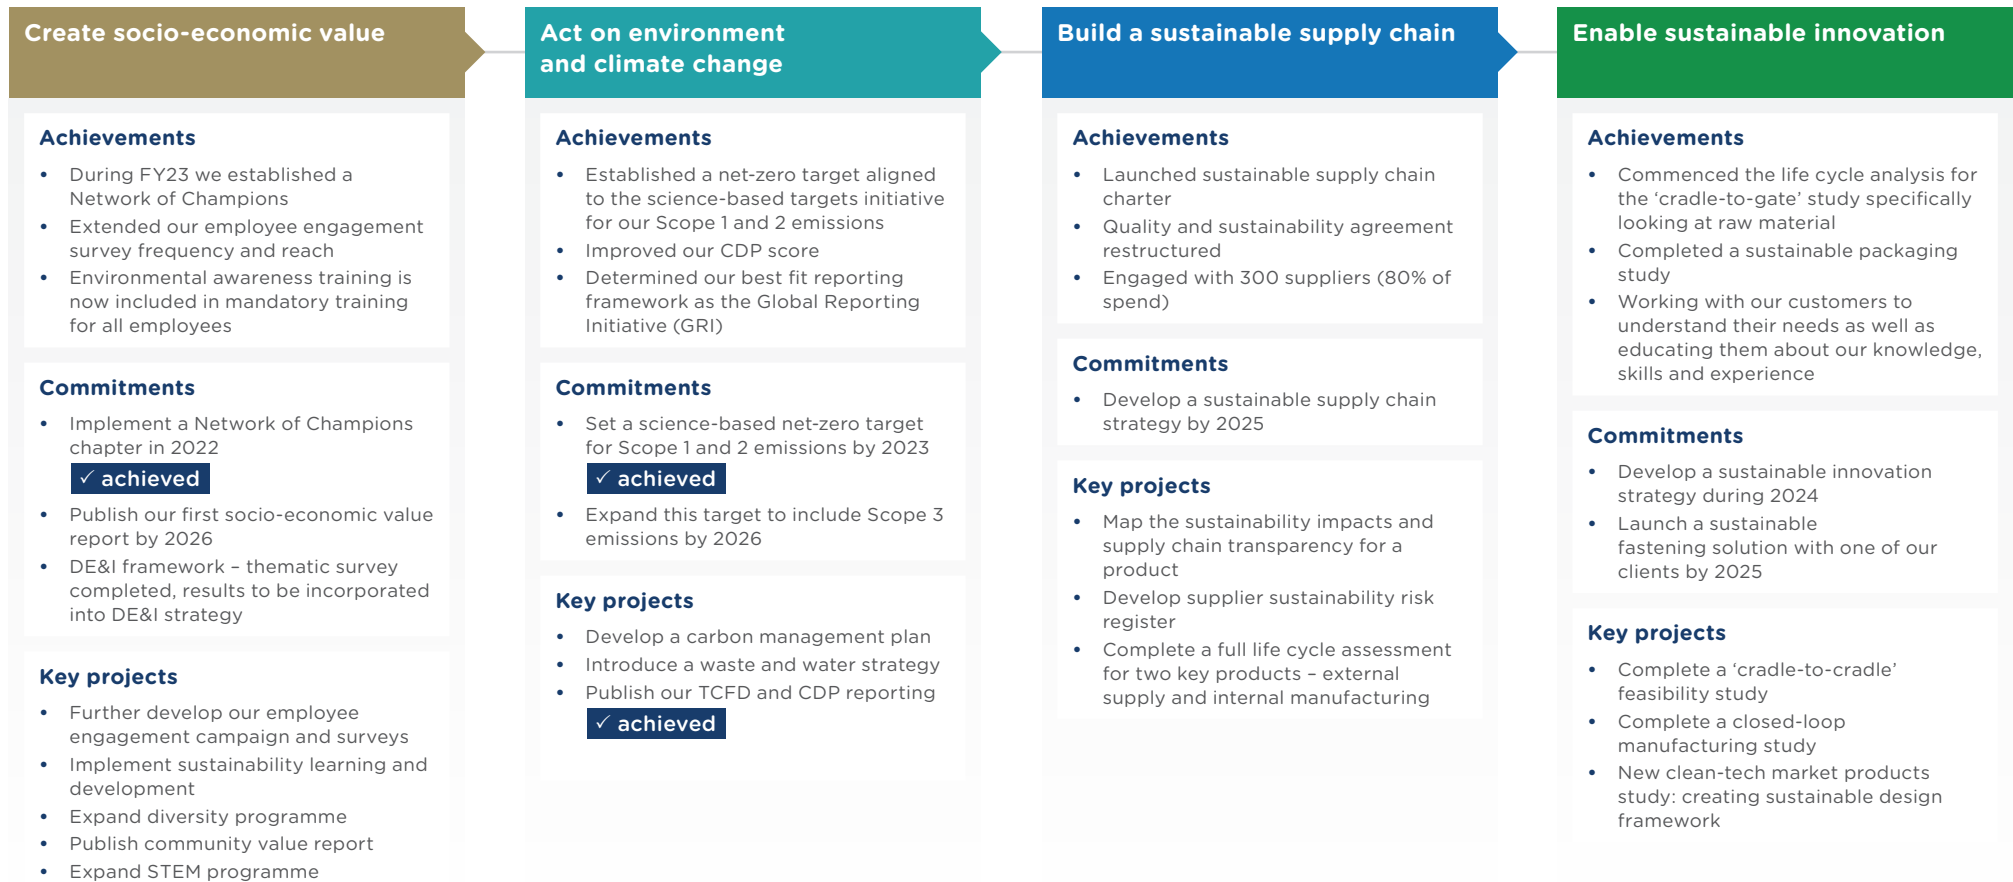 Create socio-economic value
Achievements
• During FY23 we established a
Network of Champions
• Extended our employee engagement
survey frequency and reach
• Environmental awareness training is
now included in mandatory training
for all employees
Commitments
• Implement a Network of Champions
chapter in 2022
✓ achieved
• Publish our first socio-economic value
report by 2026
• DE&I framework – thematic survey
completed, results to be incorporated
into DE&I strategy
Key projects
• Further develop our employee
engagement campaign and surveys
• Implement sustainability learning and
development
• Expand diversity programme
• Publish community value report
• Expand STEM programme
Act on environment
and climate change
Achievements
• Established a net-zero target aligned
to the science-based targets initiative
for our Scope 1 and 2 emissions
• Improved our CDP score
• Determined our best fit reporting
framework as the Global Reporting
Initiative (GRI)
Commitments
• Set a science-based net-zero target
for Scope 1 and 2 emissions by 2023
✓ achieved
• Expand this target to include Scope 3
emissions by 2026
Key projects
• Develop a carbon management plan
• Introduce a waste and water strategy
• Publish our TCFD and CDP reporting
✓ achieved
Build a sustainable supply chain
Achievements
• Launched sustainable supply chain
charter
• Quality and sustainability agreement
restructured
• Engaged with 300 suppliers (80% of
spend)
Commitments
• Develop a sustainable supply chain
strategy by 2025
Key projects
• Map the sustainability impacts and
supply chain transparency for a
product
• Develop supplier sustainability risk
register
• Complete a full life cycle assessment
for two key products – external
supply and internal manufacturing
Enable sustainable innovation
Achievements
• Commenced the life cycle analysis for
the ‘cradle-to-gate’ study specifically
looking at raw material
• Completed a sustainable packaging
study
• Working with our customers to
understand their needs as well as
educating them about our knowledge,
skills and experience
Commitments
• Develop a sustainable innovation
strategy during 2024
• Launch a sustainable
fastening solution with one of our
clients by 2025
Key projects
• Complete a ‘cradle-to-cradle’
feasibility study
• Complete a closed-loop
manufacturing study
• New clean-tech market products
study: creating sustainable design
framework